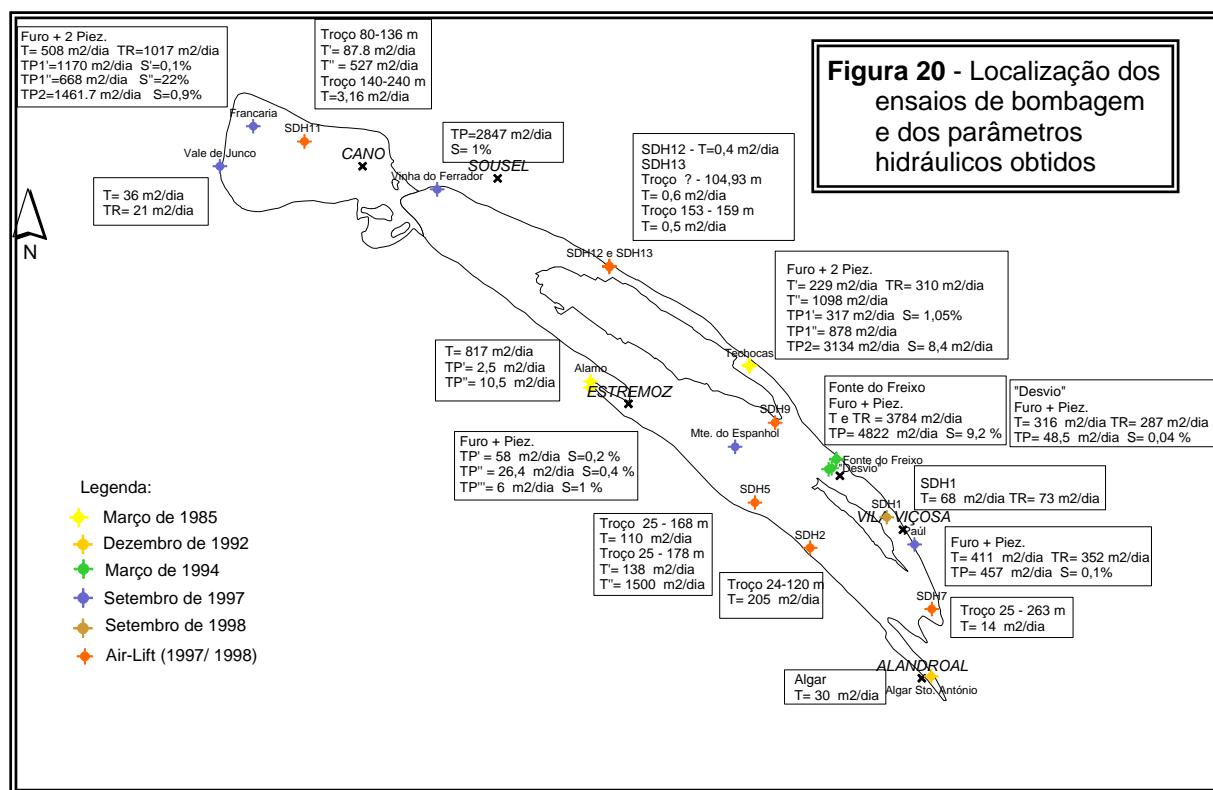 Furo + 2 Piez.
T= 508 m2/dia  TR=1017 m2/dia
TP1'=1170 m2/dia  S'=0,1%
TP1"=668 m2/dia   S"=22%
TP2=1461.7 m2/dia   S=0,9%
Troço 80-136 m
T'= 87.8 m2/dia
T" = 527 m2/dia
Troço 140-240 m
T=3,16 m2/dia
Figura 20 - Localização dos
ensaios de bombagem
e dos parâmetros
hidráulicos obtidos
Francaria
SDH11
Vale de Junco
CANO
TP=2847 m2/dia
S= 1%
SOUSEL
Vinha do Ferrador
T= 36 m2/dia
TR= 21 m2/dia
N
SDH12 - T=0,4 m2/dia
SDH13
Troço  ? - 104,93 m
T= 0,6 m2/dia
Troço 153 - 159 m
T= 0,5 m2/dia
SDH12 e SDH13
Furo + 2 Piez.
T'= 229 m2/dia  TR= 310 m2/dia
T"= 1098 m2/dia
TP1'= 317 m2/dia  S= 1,05%
TP1"= 878 m2/dia
TP2= 3134 m2/dia  S= 8,4 m2/dia
T= 817 m2/dia
TP'= 2,5  m2/dia
TP"= 10,5  m2/dia
Alamo
ESTREMOZ
Techocas
Fonte do Freixo
Furo + Piez.
T e TR= 3784 m2/dia
TP= 4822  m2/dia  S= 9,2 %
"Desvio"
Furo + Piez.
T= 316  m2/dia TR= 287 m2/dia
TP= 48,5  m2/dia  S= 0,04 %
SDH9
Mte. do Espanhol
Furo + Piez.
TP' = 58  m2/dia  S=0,2 %
TP" = 26,4  m2/dia  S=0,4 %
TP"'= 6  m2/dia  S=1 %
Fonte do Freixo
"Desvio"
SDH1
T= 68  m2/dia TR= 73 m2/dia
SDH5
SDH1
VILA VIÇOSA
Paúl
Furo + Piez.
T= 411  m2/dia  TR= 352 m2/dia
TP= 457  m2/dia  S= 0,1%
Troço  25 - 168 m
T= 110  m2/dia
Troço 25 - 178 m
T'= 138  m2/dia
T"= 1500  m2/dia
SDH2
Troço 24-120 m
T= 205  m2/dia
SDH7
Troço 25 - 263 m
T= 14  m2/dia
ALANDROAL
Algar Sto. António
Algar
T= 30  m2/dia
Legenda:
Março de 1985
Dezembro de 1992
Março de 1994
Setembro de 1997
Setembro de 1998
Air-Lift (1997/ 1998)